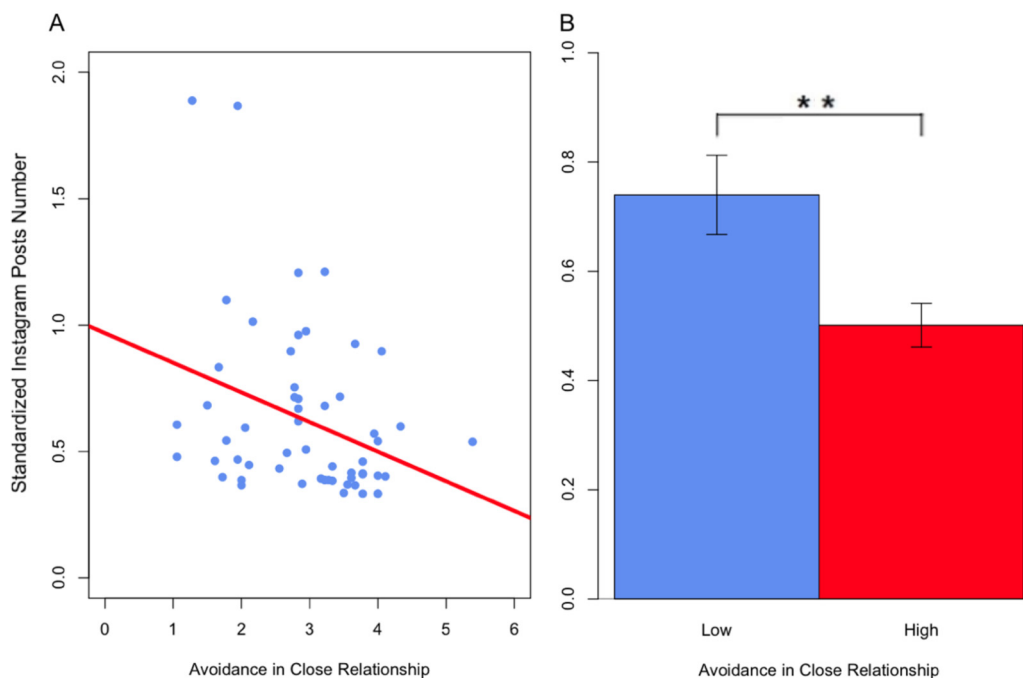 A
Standardized Instagram Posts Number
2.0
1.5
1.0
0.5
0.0
0 1 2 3 4 5 6
Avoidance in Close Relationship
B
1.0
0.8
0.6
0.4
0.2
0.0
**
Low High
Avoidance in Close Relationship